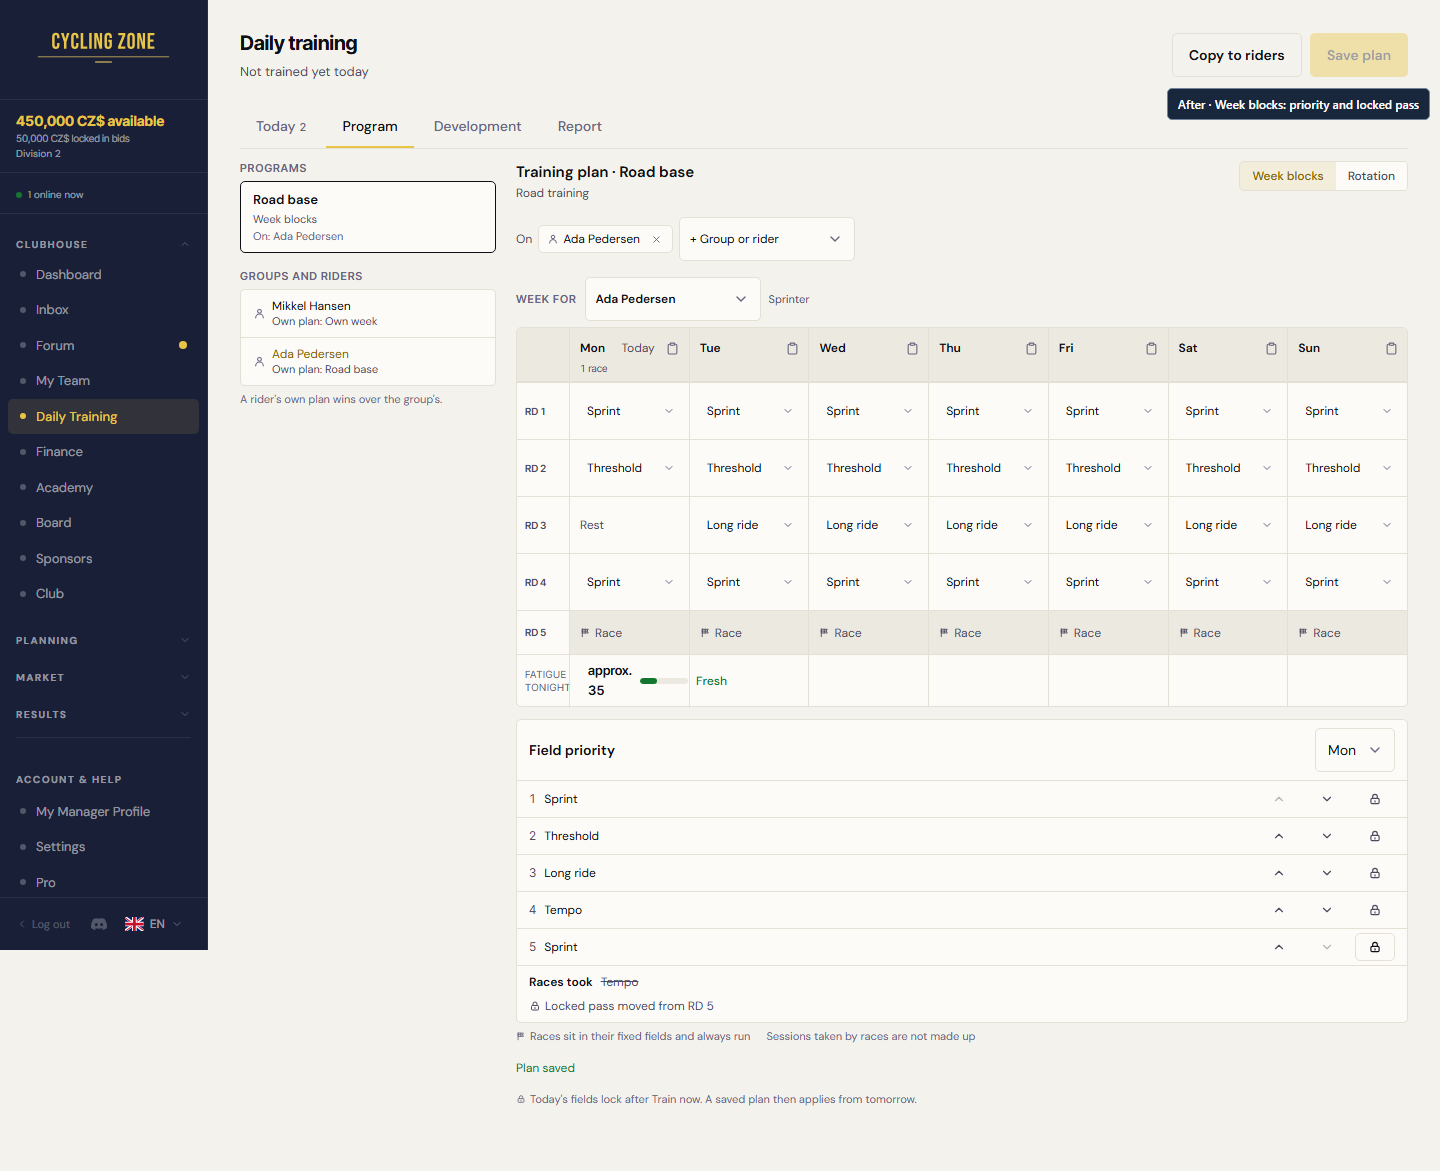 CYCLING ZONE
450,000 CZ$ available
50,000 CZ$ locked in bids
Division 2
1 online now
CLUBHOUSE
Dashboard
Inbox
Forum
My Team
Daily Training
Finance
Academy
Board
Sponsors
Club
PLANNING
MARKET
RESULTS
ACCOUNT & HELP
My Manager Profile
Settings
Pro
Log out EN
Daily training
Not trained yet today
Copy to riders Save plan
After · Week blocks: priority and locked pass
Today 2 Program Development Report
PROGRAMS
Road base
Week blocks
On: Ada Pedersen
GROUPS AND RIDERS
Mikkel Hansen
Own plan: Own week
Ada Pedersen
Own plan: Road base
A rider's own plan wins over the group's.
Training plan · Road base
Road training
Week blocks Rotation
On Ada Pedersen + Group or rider
WEEK FOR Ada Pedersen Sprinter
Mon Today Tue Wed Thu Fri Sat Sun
1 race
RD 1 Sprint Sprint Sprint Sprint Sprint Sprint Sprint
RD 2 Threshold Threshold Threshold Threshold Threshold Threshold Threshold
RD 3 Rest Long ride Long ride Long ride Long ride Long ride Long ride
RD 4 Sprint Sprint Sprint Sprint Sprint Sprint Sprint
RD 5 Race Race Race Race Race Race Race
FATIGUE TONIGHT approx. 35 Fresh
Field priority Mon
1 Sprint
2 Threshold
3 Long ride
4 Tempo
5 Sprint
Races took Tempo
Locked pass moved from RD 5
Races sit in their fixed fields and always run Sessions taken by races are not made up
Plan saved
Today's fields lock after Train now. A saved plan then applies from tomorrow.